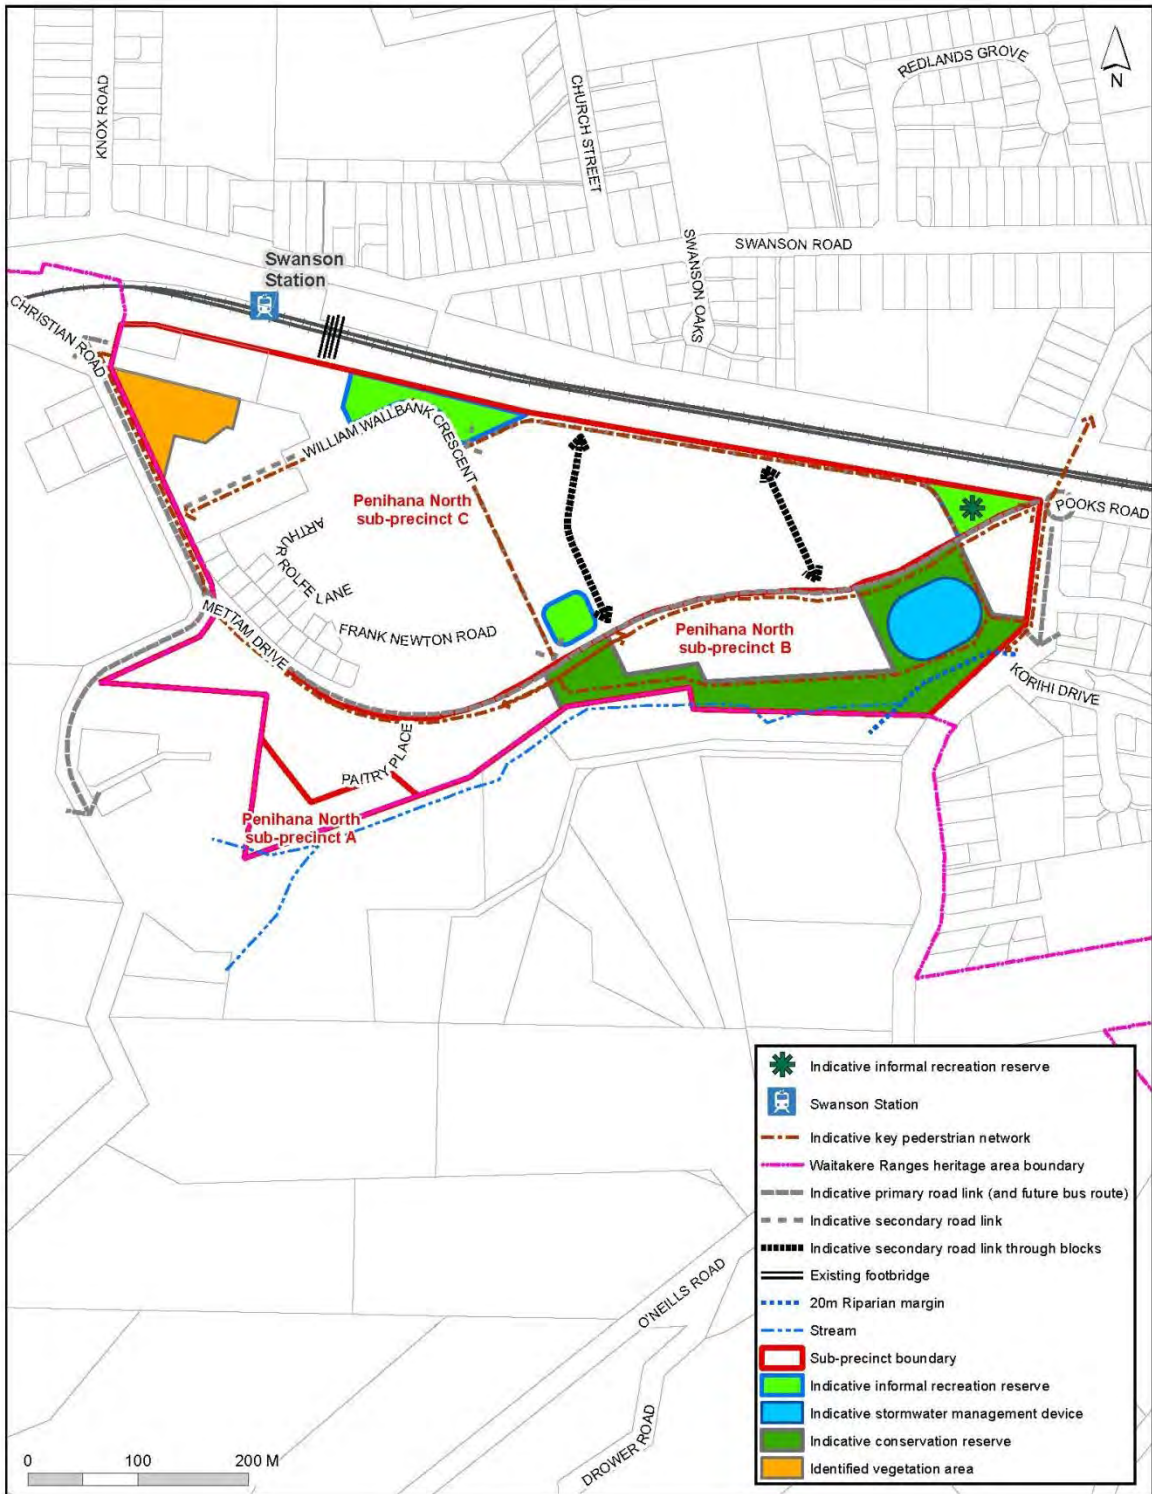 REDLANDS GROVE
N
KNOX ROAD
CHURCH STREET
SWANSON ROAD
SWANSON OAKS
Swanson
Station
CHRISTIAN ROAD
WILLIAM WALLBANK CRESCENT
Penihana North
sub-precinct C
POOKS ROAD
ARTHUR ROLFE LANE
METTAM DRIVE
FRANK NEWTON ROAD
Penihana North
sub-precinct B
KORIHI DRIVE
PAITRY PLACE
Penihana North
sub-precinct A
O'NEILLS ROAD
DROWER ROAD
Indicative informal recreation reserve
Swanson Station
Indicative key pederstrian network
Waitakere Ranges heritage area boundary
Indicative primary road link (and future bus route)
Indicative secondary road link
Indicative secondary road link through blocks
Existing footbridge
20m Riparian margin
Stream
Sub-precinct boundary
Indicative informal recreation reserve
Indicative stormwater management device
Indicative conservation reserve
Identified vegetation area
0 100 200 M